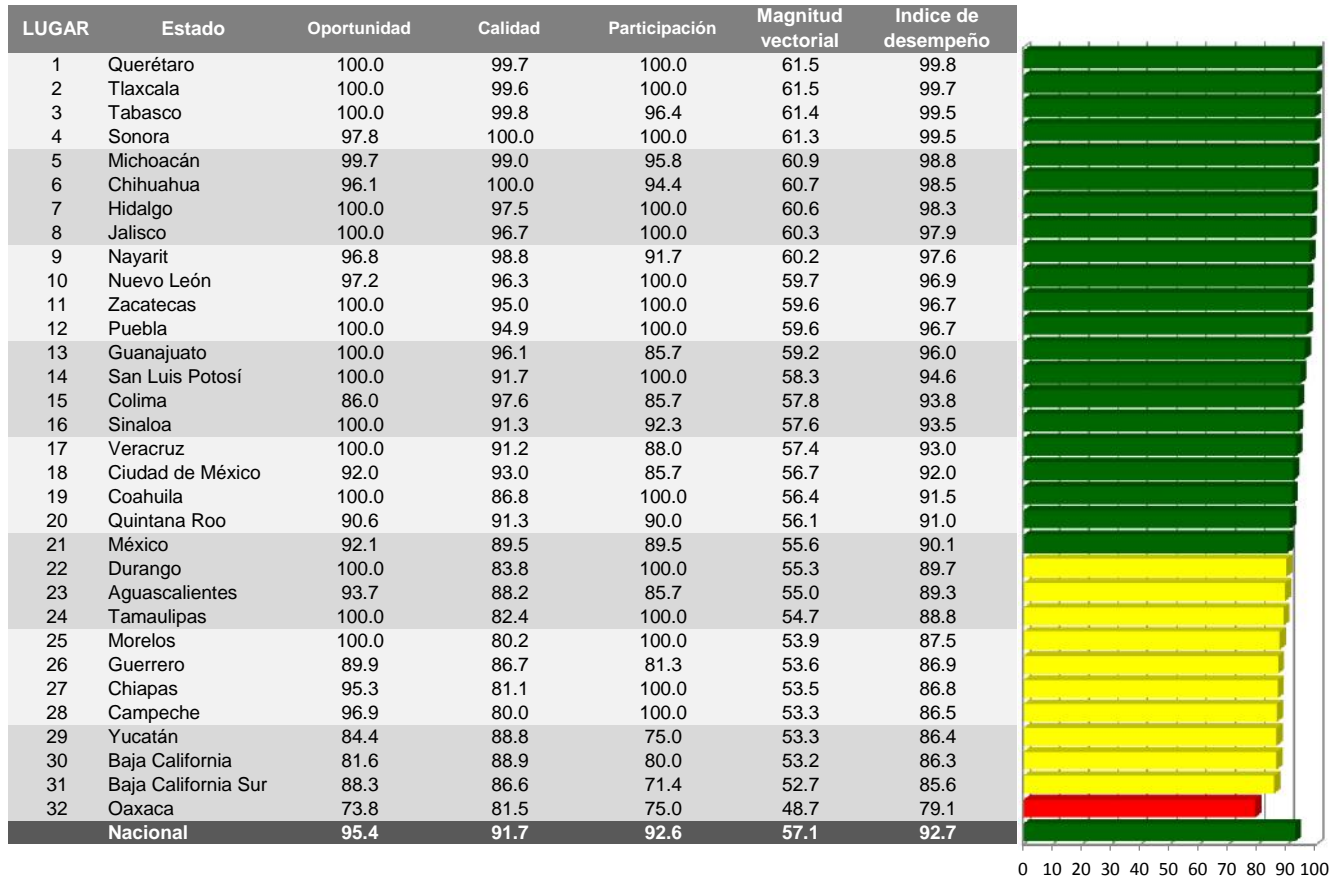 LUGAR Estado Oportunidad Calidad Participación Magnitud vectorial Indice de desempeño
1 Querétaro 100.0 99.7 100.0 61.5 99.8
2 Tlaxcala 100.0 99.6 100.0 61.5 99.7
3 Tabasco 100.0 99.8 96.4 61.4 99.5
4 Sonora 97.8 100.0 100.0 61.3 99.5
5 Michoacán 99.7 99.0 95.8 60.9 98.8
6 Chihuahua 96.1 100.0 94.4 60.7 98.5
7 Hidalgo 100.0 97.5 100.0 60.6 98.3
8 Jalisco 100.0 96.7 100.0 60.3 97.9
9 Nayarit 96.8 98.8 91.7 60.2 97.6
10 Nuevo León 97.2 96.3 100.0 59.7 96.9
11 Zacatecas 100.0 95.0 100.0 59.6 96.7
12 Puebla 100.0 94.9 100.0 59.6 96.7
13 Guanajuato 100.0 96.1 85.7 59.2 96.0
14 San Luis Potosí 100.0 91.7 100.0 58.3 94.6
15 Colima 86.0 97.6 85.7 57.8 93.8
16 Sinaloa 100.0 91.3 92.3 57.6 93.5
17 Veracruz 100.0 91.2 88.0 57.4 93.0
18 Ciudad de México 92.0 93.0 85.7 56.7 92.0
19 Coahuila 100.0 86.8 100.0 56.4 91.5
20 Quintana Roo 90.6 91.3 90.0 56.1 91.0
21 México 92.1 89.5 89.5 55.6 90.1
22 Durango 100.0 83.8 100.0 55.3 89.7
23 Aguascalientes 93.7 88.2 85.7 55.0 89.3
24 Tamaulipas 100.0 82.4 100.0 54.7 88.8
25 Morelos 100.0 80.2 100.0 53.9 87.5
26 Guerrero 89.9 86.7 81.3 53.6 86.9
27 Chiapas 95.3 81.1 100.0 53.5 86.8
28 Campeche 96.9 80.0 100.0 53.3 86.5
29 Yucatán 84.4 88.8 75.0 53.3 86.4
30 Baja California 81.6 88.9 80.0 53.2 86.3
31 Baja California Sur 88.3 86.6 71.4 52.7 85.6
32 Oaxaca 73.8 81.5 75.0 48.7 79.1
Nacional 95.4 91.7 92.6 57.1 92.7
0 10 20 30 40 50 60 70 80 90 100